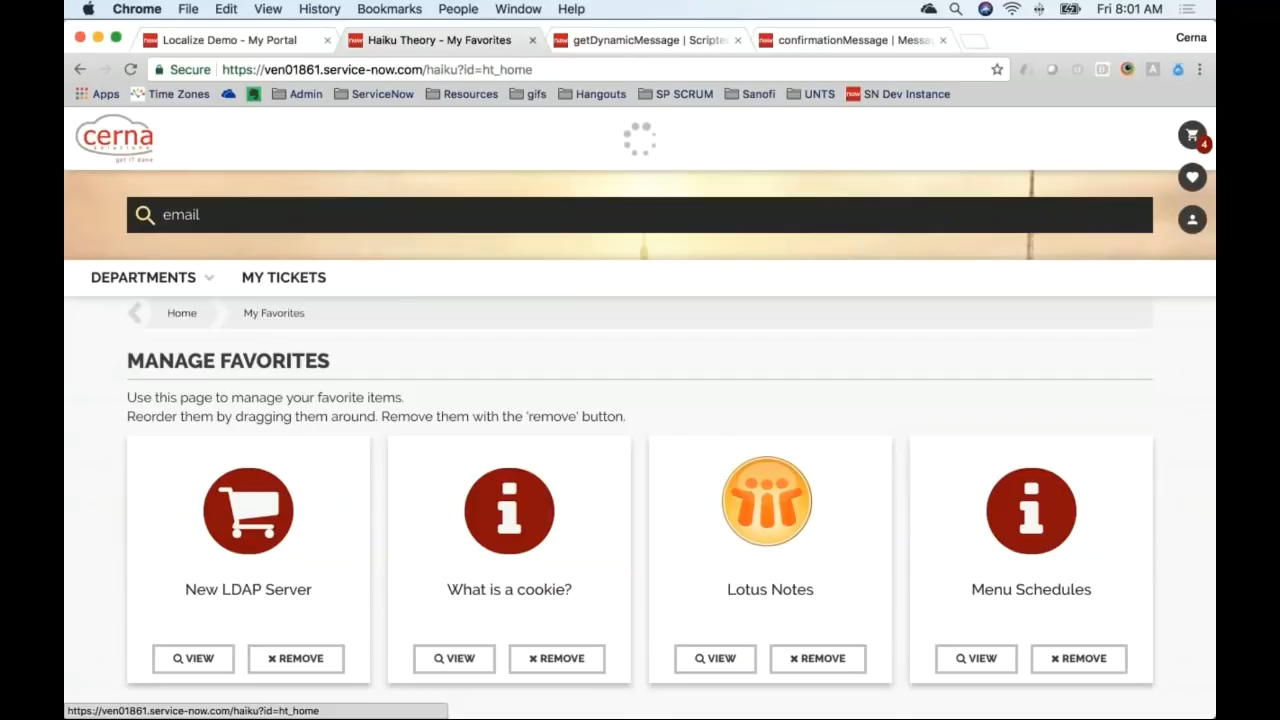 Chrome File Edit View History Bookmarks People Window Help Fri 8:01 AM
Localize Demo - My Portal × Haiku Theory - My Favorites × getDynamicMessage | Scripte × confirmationMessage | Messa × Cerna
Secure https://ven01861.service-now.com/haiku?id=ht_home
Apps Time Zones Admin ServiceNow Resources gifs Hangouts SP SCRUM Sanofi UNTS now SN Dev Instance
cerna
solutions
get IT done
4
email
DEPARTMENTS MY TICKETS
Home My Favorites
MANAGE FAVORITES
Use this page to manage your favorite items.
Reorder them by dragging them around. Remove them with the 'remove' button.
New LDAP Server What is a cookie? Lotus Notes Menu Schedules
VIEW × REMOVE VIEW × REMOVE VIEW × REMOVE VIEW × REMOVE
https://ven01861.service-now.com/haiku?id=ht_home